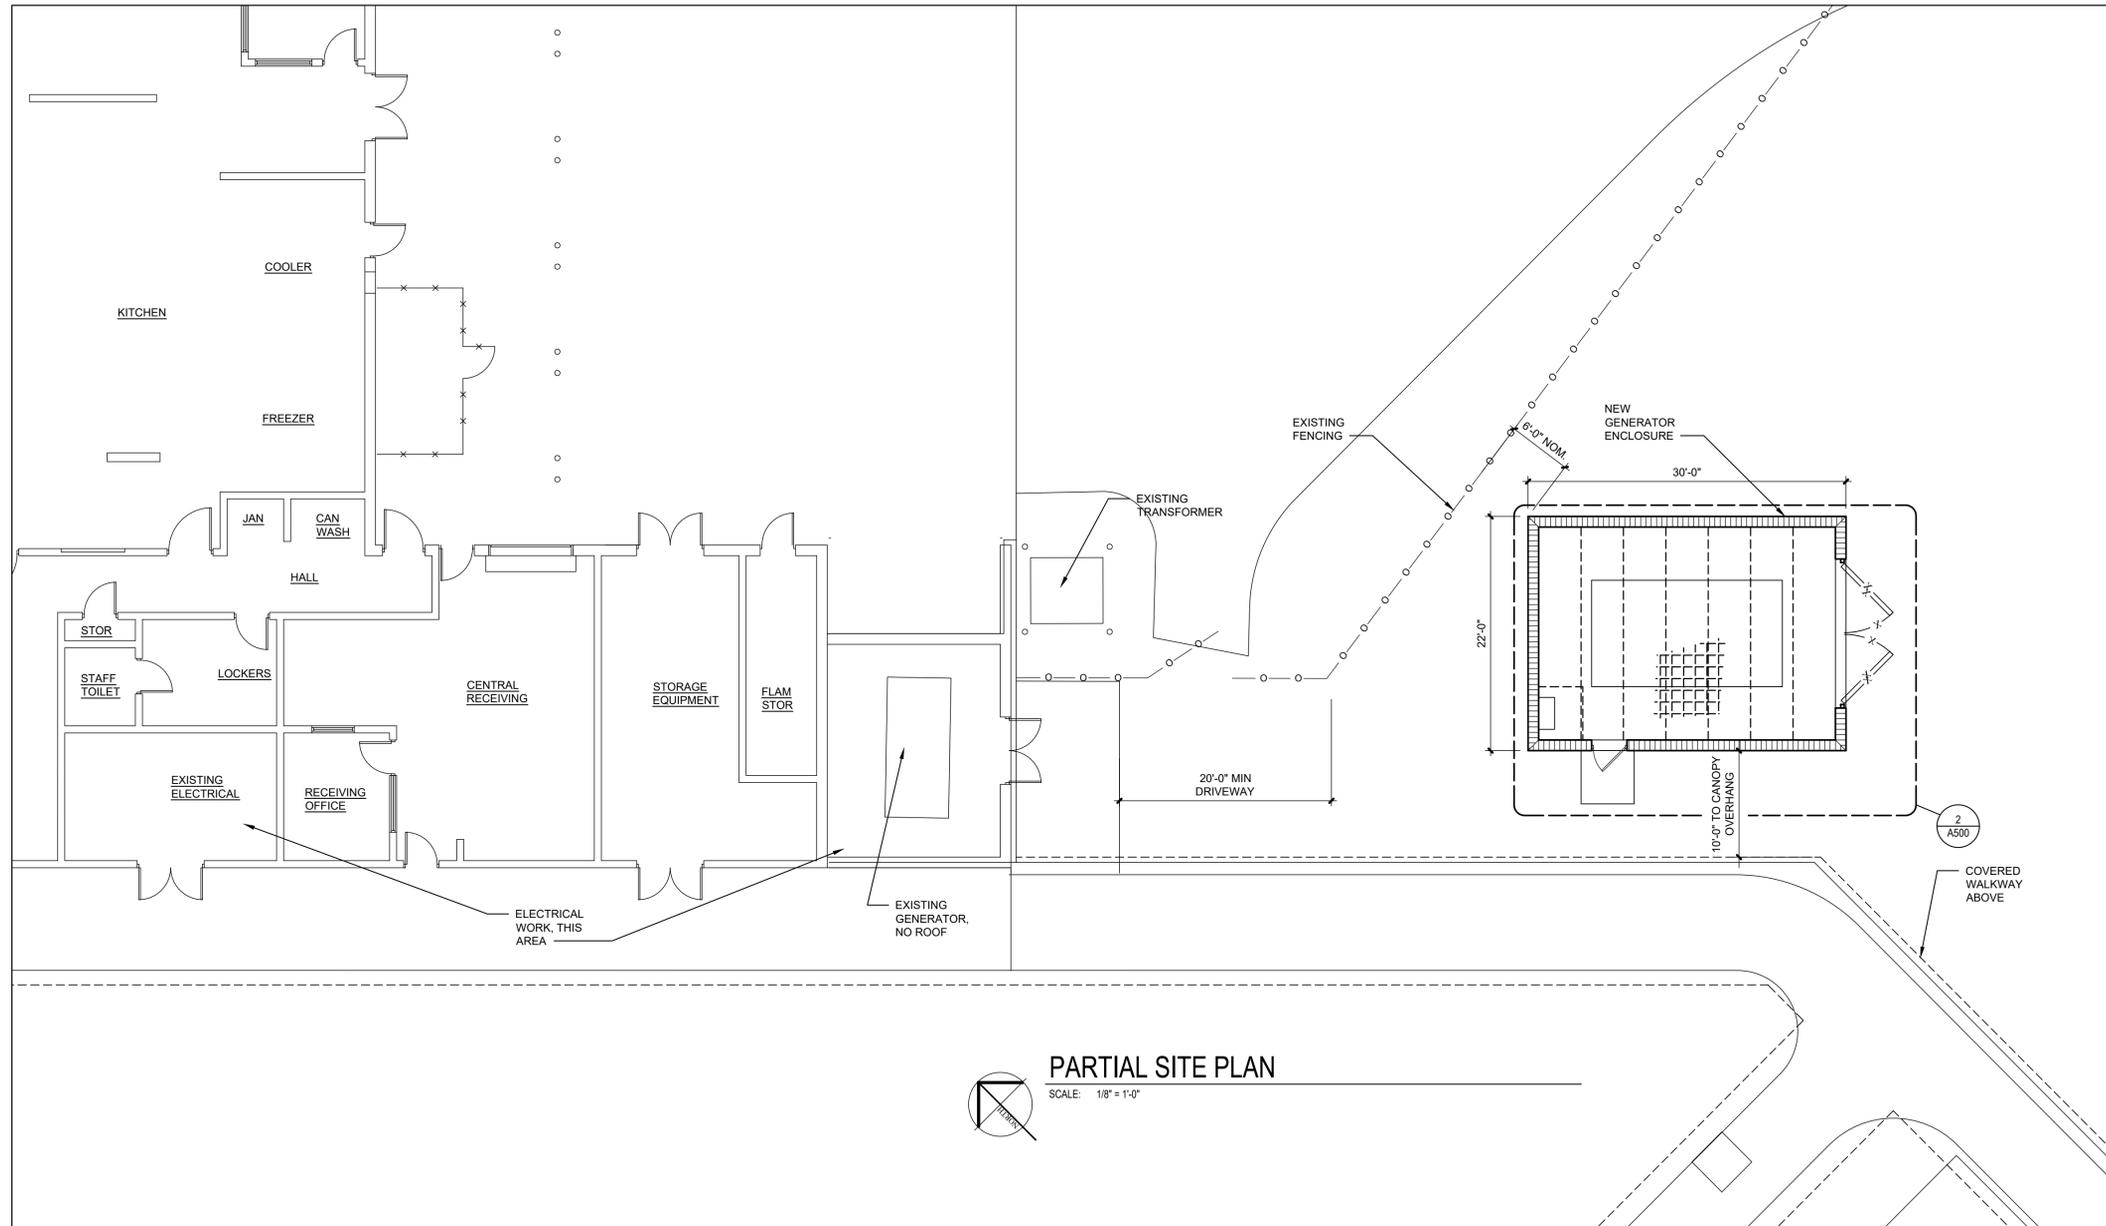 COOLER
KITCHEN
FREEZER
EXISTING
FENCING
NEW
GENERATOR
ENCLOSURE
6'-0" NOM.
30'-0"
EXISTING
TRANSFORMER
JAN
CAN
WASH
HALL
STOR
22'-0"
LOCKERS
STAFF
TOILET
CENTRAL
RECEIVING
STORAGE
EQUIPMENT
FLAM
STOR
EXISTING
ELECTRICAL
RECEIVING
OFFICE
20'-0" MIN
DRIVEWAY
10'-0" TO CANOPY
OVERHANG
2
A500
COVERED
WALKWAY
ABOVE
ELECTRICAL
WORK, THIS
AREA
EXISTING
GENERATOR,
NO ROOF
PARTIAL SITE PLAN
SCALE: 1/8" = 1'-0"
NORTH